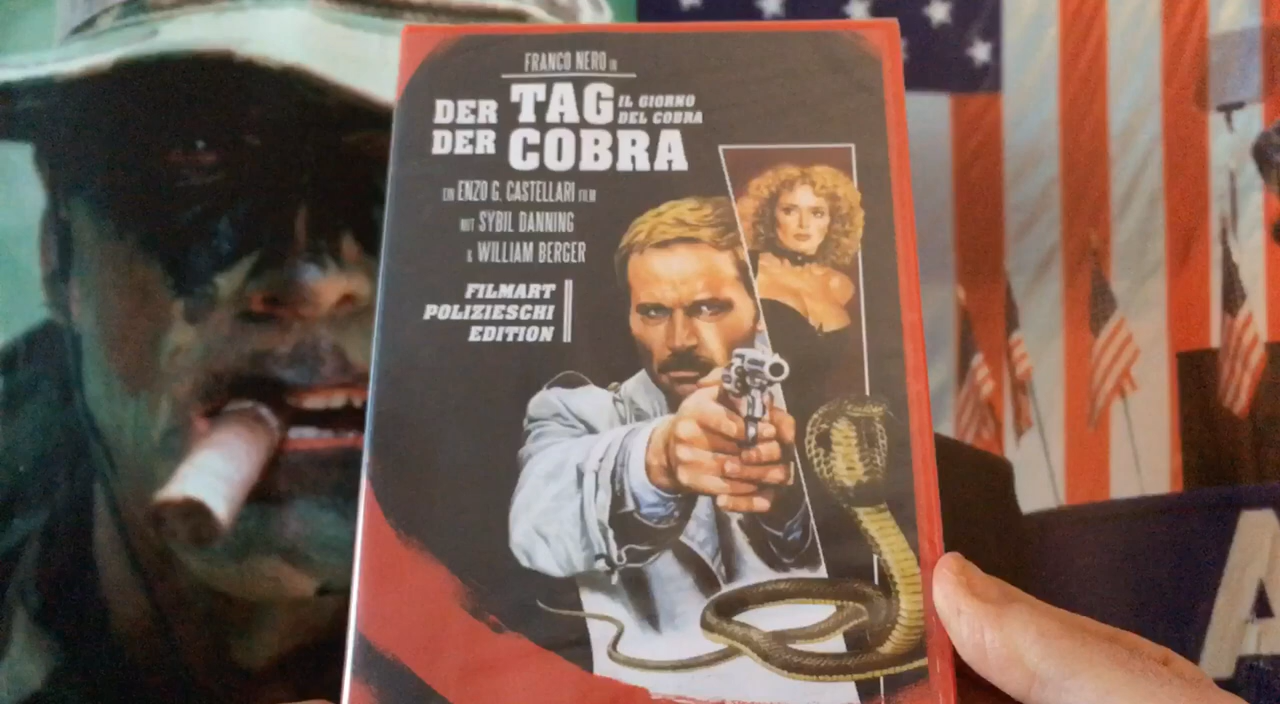 FRANCO NERO in
DER TAG IL GIORNO
DEL COBRA
DER COBRA
EIN ENZO G. CASTELLARI FILM
MIT SYBIL DANNING
& WILLIAM BERGER
FILMART
POLIZIESCHI
EDITION
A